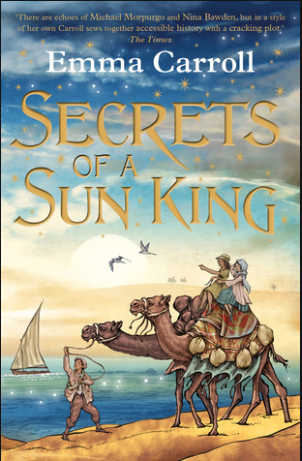 ‘There are echoes of Michael Morpurgo and Nina Bawden, but in a style
of her own Carroll sews together accessible history with a cracking plot,’
The Times
Emma Carroll
SECRETS
OF A
SUN KING